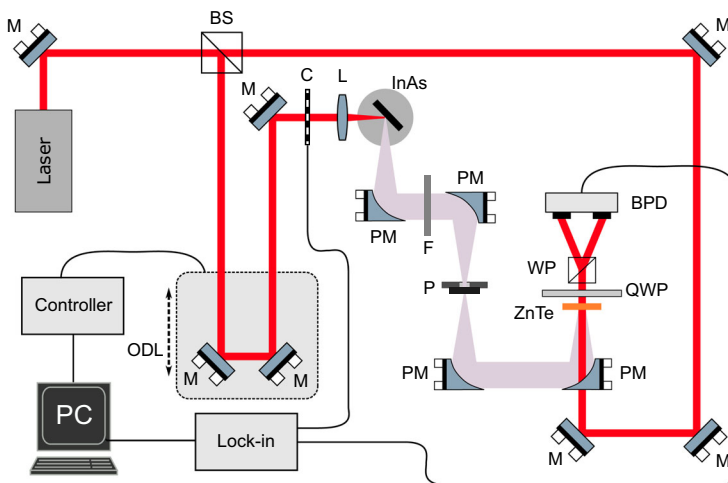 M
BS
M
C
L
InAs
M
Laser
PM
BPD
PM
F
WP
P
QWP
ZnTe
Controller
ODL
M
M
PM
PM
PC
Lock-in
M
M